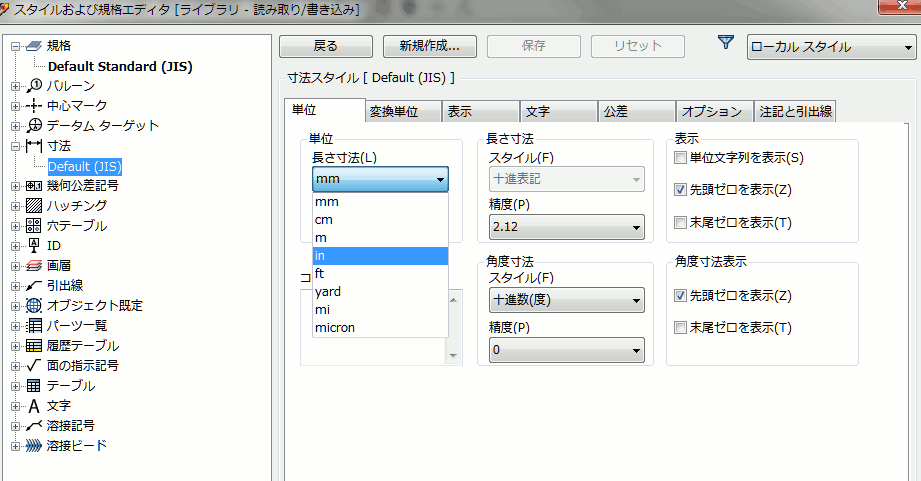 スタイルおよび規格エディタ [ライブラリ - 読み取り/書き込み]
規格
Default Standard (JIS)
バルーン
中心マーク
データム ターゲット
寸法
Default (JIS)
幾何公差記号
ハッチング
穴テーブル
ID
画層
引出線
オブジェクト既定
パーツ一覧
履歴テーブル
面の指示記号
テーブル
文字
溶接記号
溶接ビード
戻る
新規作成...
保存
リセット
ローカル スタイル
寸法スタイル [ Default (JIS) ]
単位
変換単位
表示
文字
公差
オプション
注記と引出線
単位
長さ寸法(L)
mm
mm
cm
m
in
ft
yard
mi
micron
長さ寸法
スタイル(F)
十進表記
精度(P)
2.12
角度寸法
スタイル(F)
十進数(度)
精度(P)
0
表示
単位文字列を表示(S)
先頭ゼロを表示(Z)
末尾ゼロを表示(T)
角度寸法表示
先頭ゼロを表示(Z)
末尾ゼロを表示(T)